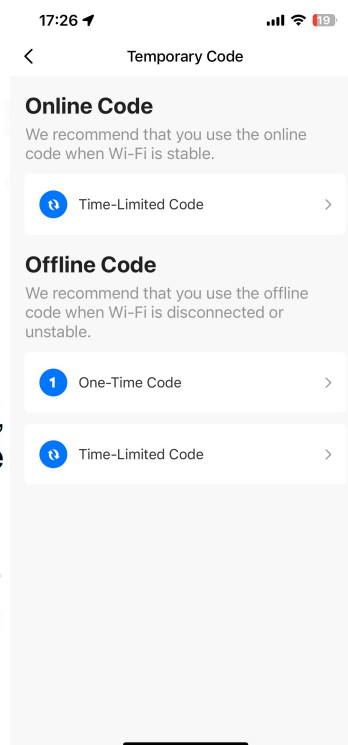 17:26
19
Temporary Code
Online Code
We recommend that you use the online
code when Wi-Fi is stable.
Time-Limited Code
Offline Code
We recommend that you use the offline
code when Wi-Fi is disconnected or
unstable.
1
One-Time Code
Time-Limited Code